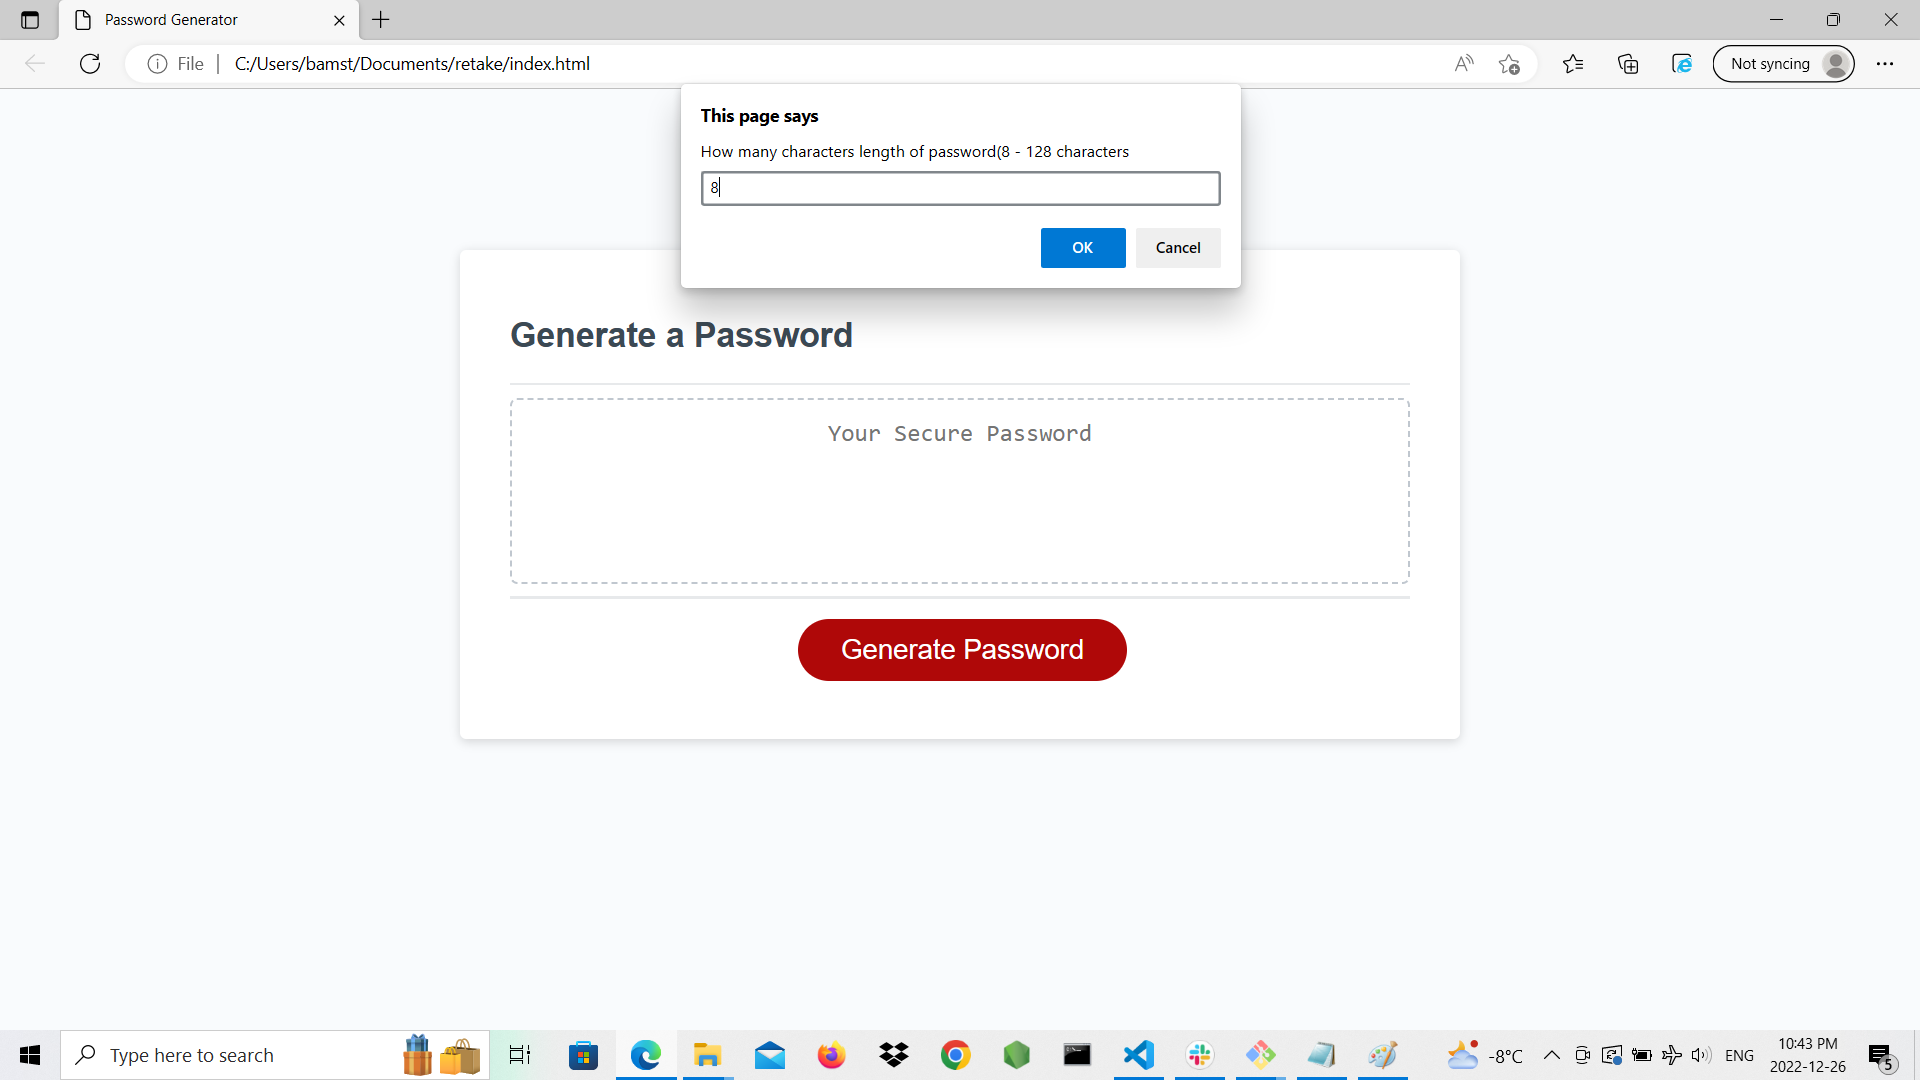 Password Generator
File
C:/Users/bamst/Documents/retake/index.html
Not syncing
This page says
How many characters length of password(8 - 128 characters
8
OK
Cancel
Generate a Password
Your Secure Password
Generate Password
Type here to search
-8°C
ENG
10:43 PM
2022-12-26
5